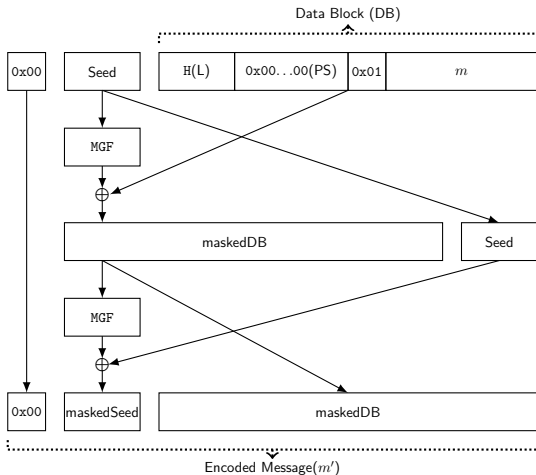 Data Block (DB)
0x00 Seed H(L) 0x00...00(PS) 0x01 m
MGF
⊕
maskedDB Seed
MGF
⊕
0x00 maskedSeed maskedDB
Encoded Message(m′)